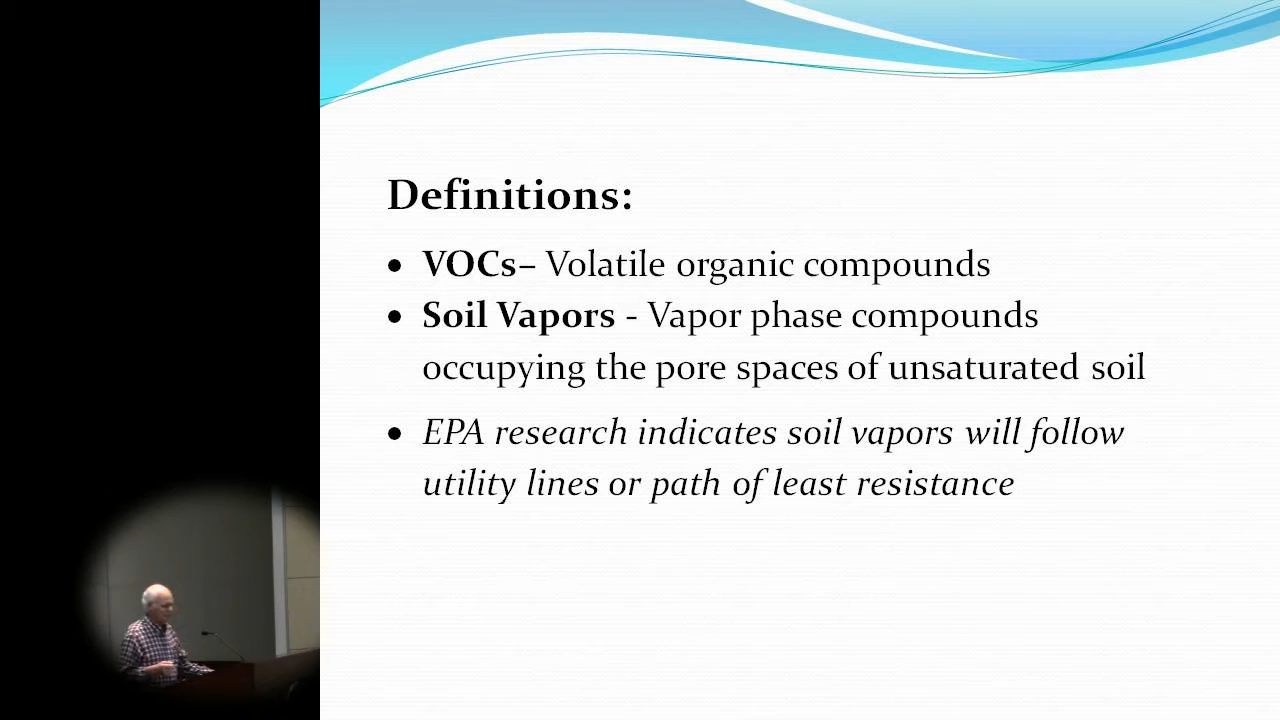 Definitions:
• VOCs– Volatile organic compounds
• Soil Vapors - Vapor phase compounds
occupying the pore spaces of unsaturated soil
• EPA research indicates soil vapors will follow
utility lines or path of least resistance